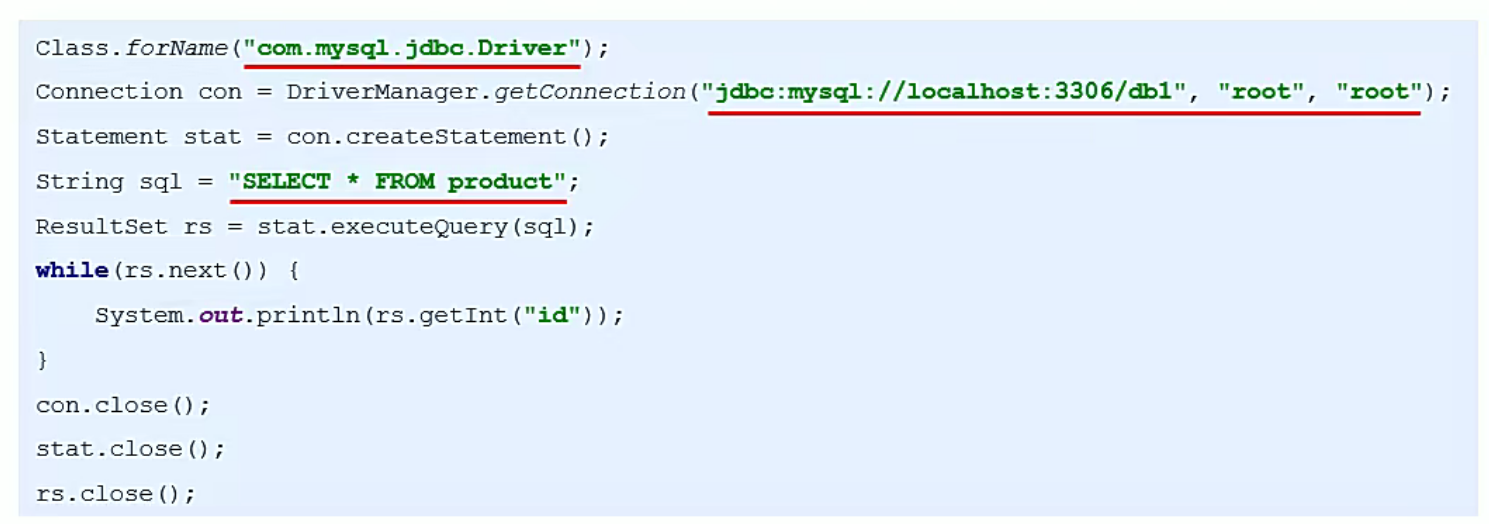 Class.forName("com.mysql.jdbc.Driver");
Connection con = DriverManager.getConnection("jdbc:mysql://localhost:3306/db1", "root", "root");
Statement stat = con.createStatement();
String sql = "SELECT * FROM product";
ResultSet rs = stat.executeQuery(sql);
while(rs.next()) {
    System.out.println(rs.getInt("id"));
}
con.close();
stat.close();
rs.close();